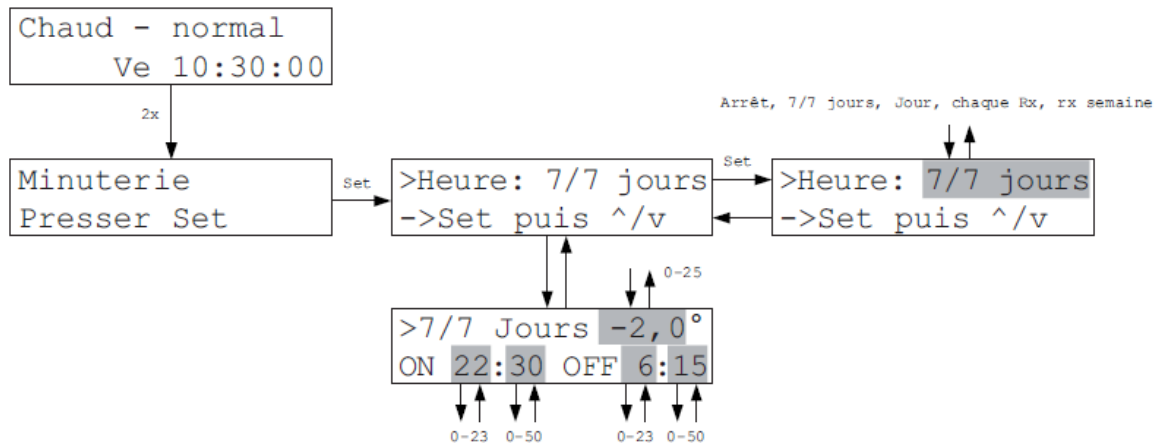 Chaud - normal
Ve 10:30:00
2x
Arrêt, 7/7 jours, Jour, chaque Rx, rx semaine
Minuterie
Presser Set
Set
>Heure: 7/7 jours
->Set puis ^/v
Set
>Heure: 7/7 jours
->Set puis ^/v
0-25
>7/7 Jours -2,0°
ON 22:30 OFF 6:15
0-23 0-50 0-23 0-50